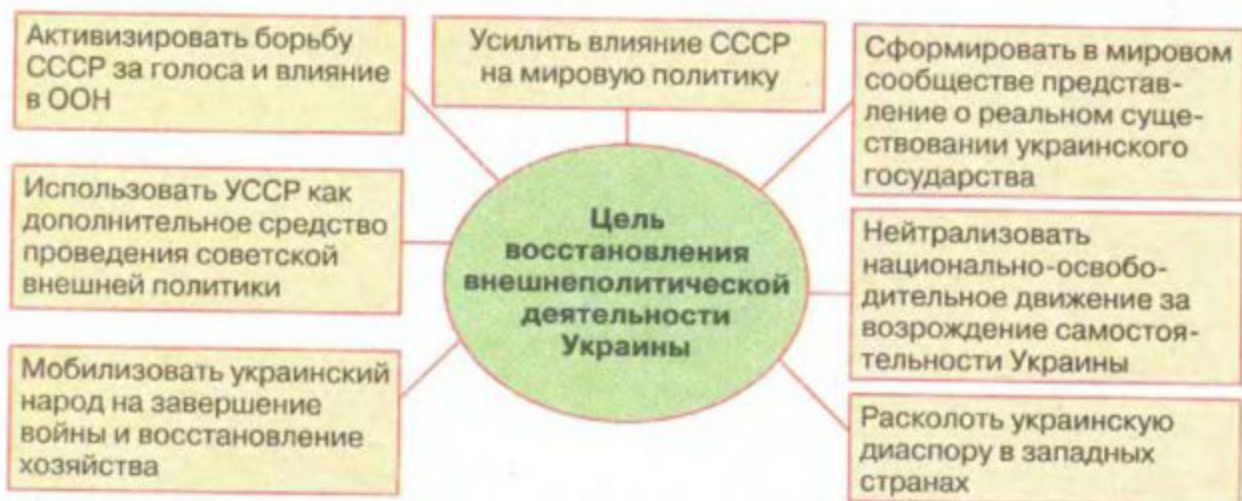 Активизировать борьбу
СССР за голоса и влияние
в ООН
Усилить влияние СССР
на мировую политику
Сформировать в мировом
сообществе представ-
ление о реальном суще-
ствовании украинского
государства
Использовать УССР как
дополнительное средство
проведения советской
внешней политики
Цель
восстановления
внешнеполитической
деятельности
Украины
Нейтрализовать
национально-освобо-
дительное движение за
возрождение самостоя-
тельности Украины
Мобилизовать украинский
народ на завершение
войны и восстановление
хозяйства
Расколоть украинскую
диаспору в западных
странах